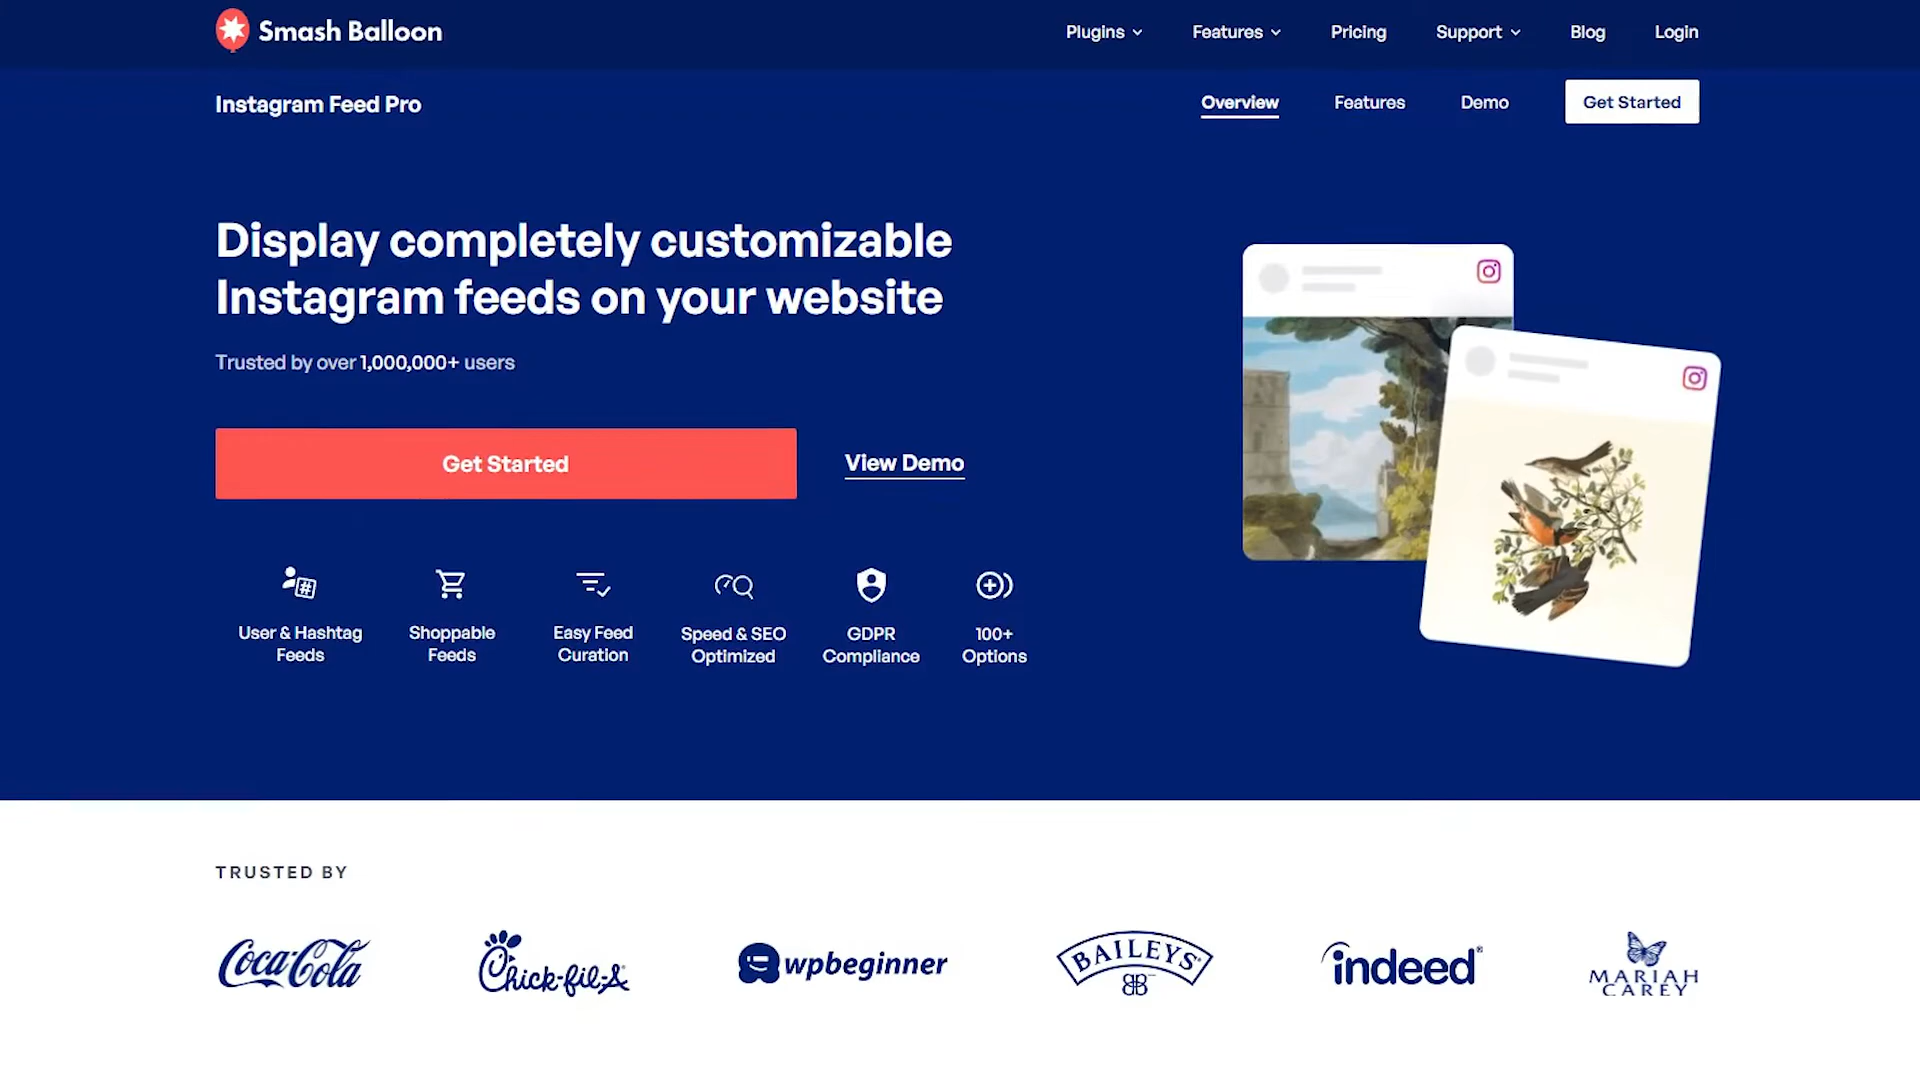 Smash Balloon
Plugins
Features
Pricing
Support
Blog
Login
Instagram Feed Pro
Overview
Features
Demo
Get Started
Display completely customizable
Instagram feeds on your website
Trusted by over 1,000,000+ users
Get Started
View Demo
User & Hashtag
Feeds
Shoppable
Feeds
Easy Feed
Curation
Speed & SEO
Optimized
GDPR
Compliance
100+
Options
TRUSTED BY
Coca-Cola
Chick-fil-A
wpbeginner
BAILEYS
indeed
MARIAH
CAREY